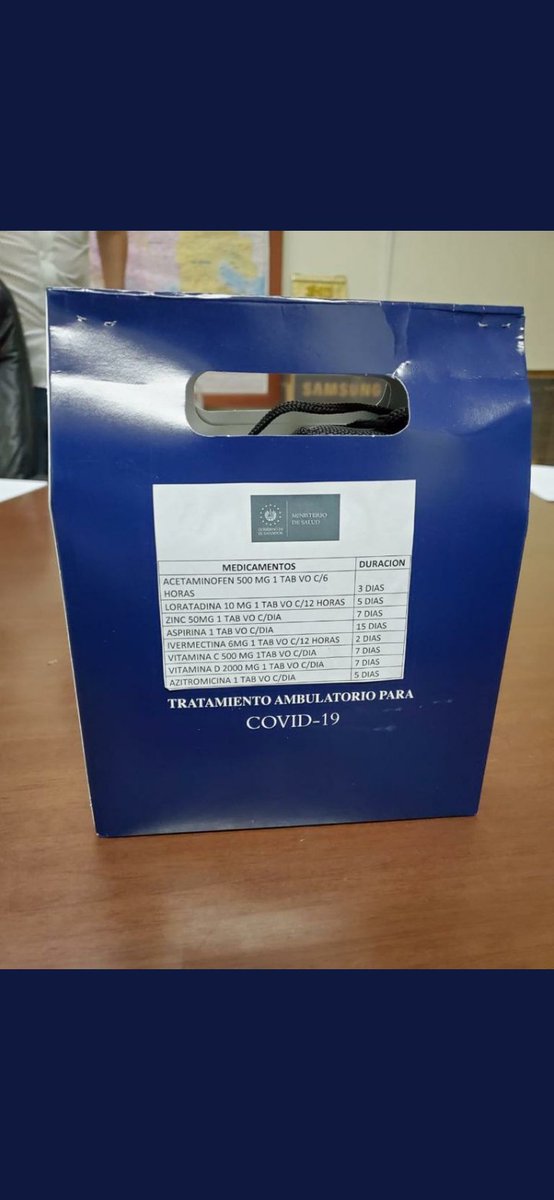 SAMSUNG
GOBIERNO DE
EL SALVADOR
MINISTERIO
DE SALUD
MEDICAMENTOS DURACION
ACETAMINOFEN 500 MG 1 TAB VO C/6
HORAS 3 DIAS
LORATADINA 10 MG 1 TAB VO C/12 HORAS 5 DIAS
ZINC 50MG 1 TAB VO C/DIA 7 DIAS
ASPIRINA 1 TAB VO C/DIA 15 DIAS
IVERMECTINA 6MG 1 TAB VO C/12 HORAS 2 DIAS
VITAMINA C 500 MG 1TAB VO C/DIA 7 DIAS
VITAMINA D 2000 MG 1 TAB VO C/DIA 7 DIAS
AZITROMICINA 1 TAB VO C/DIA 5 DIAS
TRATAMIENTO AMBULATORIO PARA
COVID-19